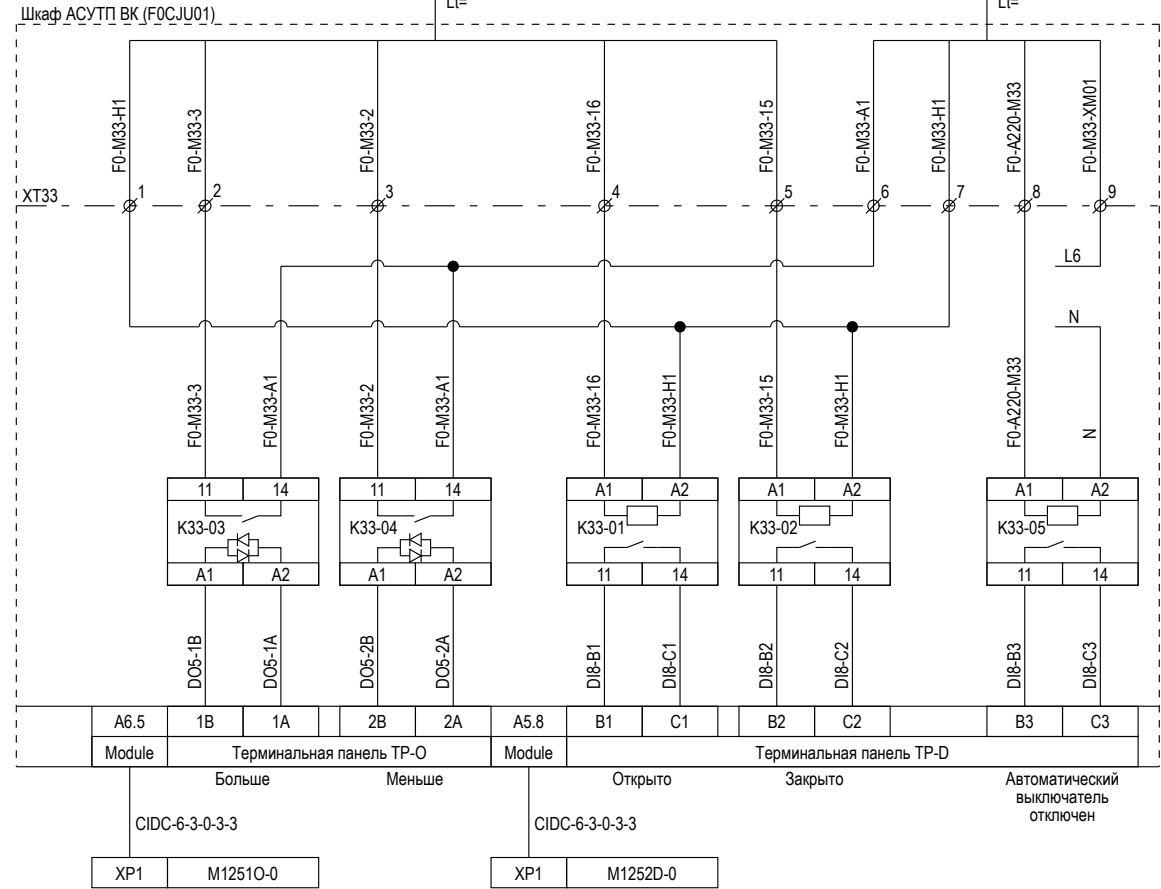 Lt=
Lt=
Шкаф АСУТП ВК (F0CJU01)
F0-M33-H1
F0-M33-3
F0-M33-2
F0-M33-16
F0-M33-15
F0-M33-A1
F0-M33-H1
F0-A220-M33
F0-M33-XM01
XT33
1
2
3
4
5
6
7
8
9
L6
N
F0-M33-3
F0-M33-A1
F0-M33-2
F0-M33-A1
F0-M33-16
F0-M33-H1
F0-M33-15
F0-M33-H1
F0-A220-M33
N
11 14
11 14
A1 A2
A1 A2
A1 A2
K33-03
K33-04
K33-01
K33-02
K33-05
A1 A2
A1 A2
11 14
11 14
11 14
DO5-1B
DO5-1A
DO5-2B
DO5-2A
DI8-B1
DI8-C1
DI8-B2
DI8-C2
DI8-B3
DI8-C3
A6.5 1B 1A 2B 2A A5.8 B1 C1 B2 C2 B3 C3
Module Терминальная панель TP-O Module Терминальная панель TP-D
Больше
Меньше
Открыто
Закрыто
Автоматический
выключатель
отключен
CIDC-6-3-0-3-3
CIDC-6-3-0-3-3
XP1 M1251O-0
XP1 M1252D-0